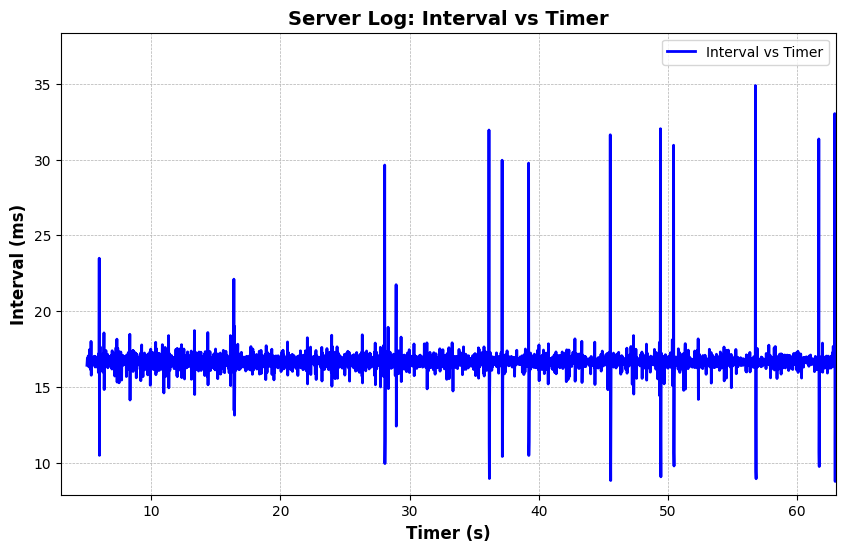 Server Log: Interval vs Timer
Interval vs Timer
35
30
25
20
15
10
Interval (ms)
10 20 30 40 50 60
Timer (s)